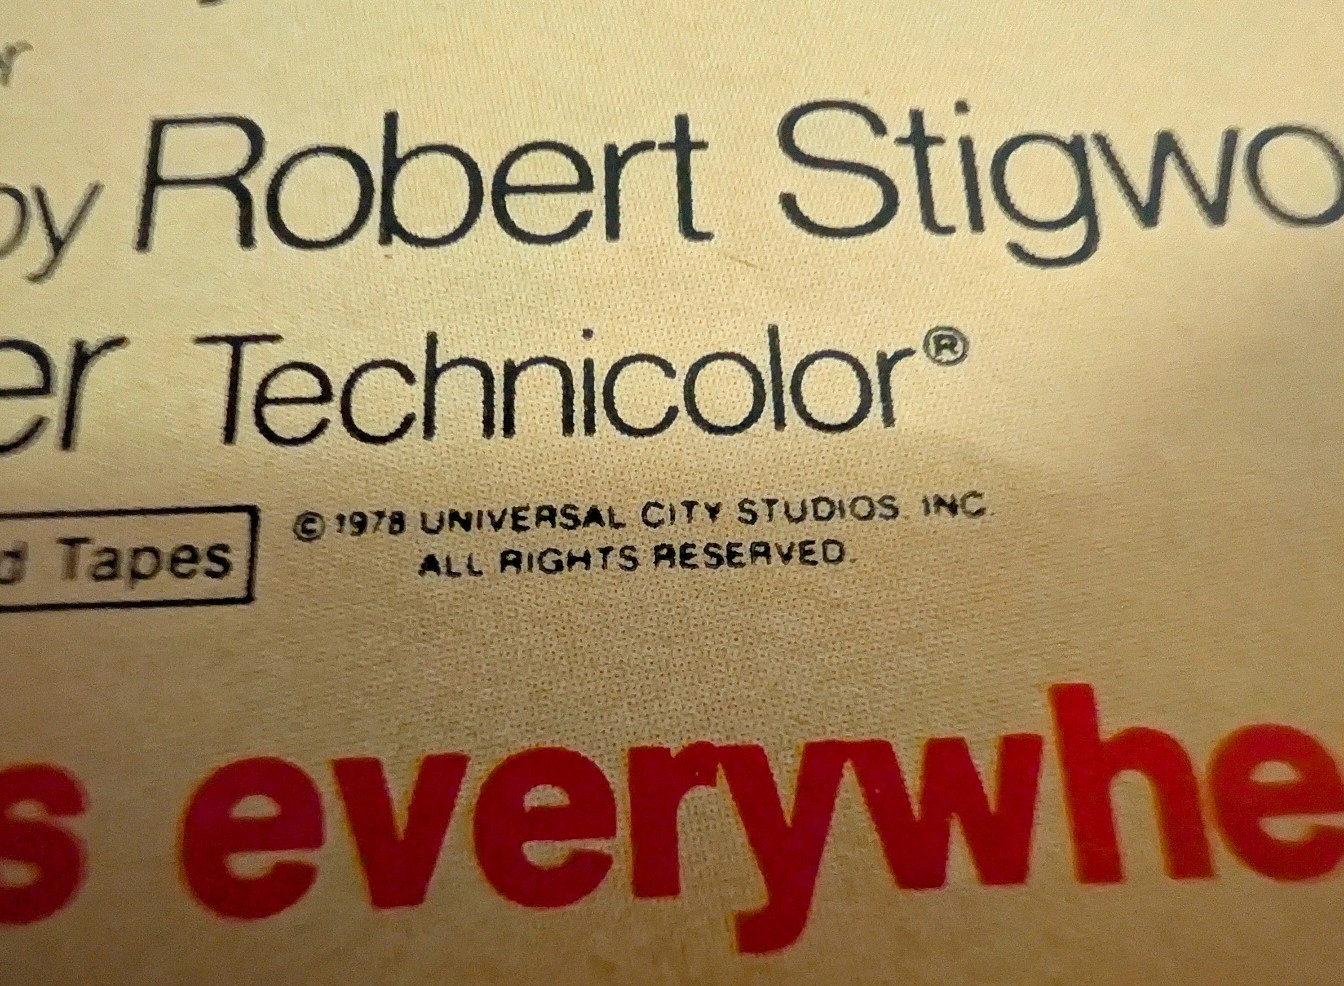 by Robert Stigwo
er Technicolor®
d Tapes
©1978 UNIVERSAL CITY STUDIOS INC.
ALL RIGHTS RESERVED.
s everywhe